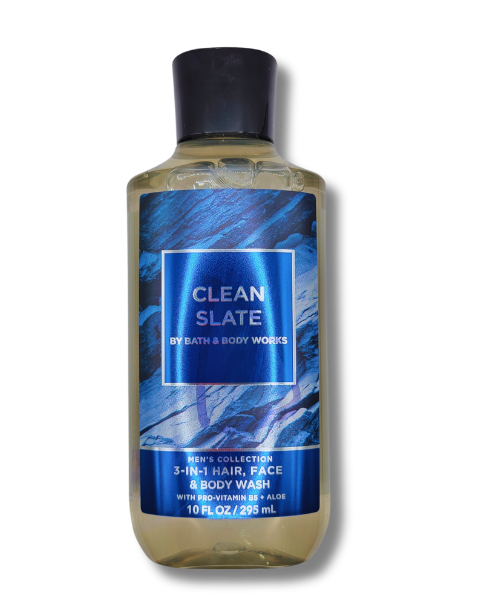 CLEAN
SLATE
BY BATH & BODY WORKS
MEN'S COLLECTION
3-IN-1 HAIR, FACE
& BODY WASH
WITH PRO-VITAMIN B5 + ALOE
10 FL OZ / 295 mL